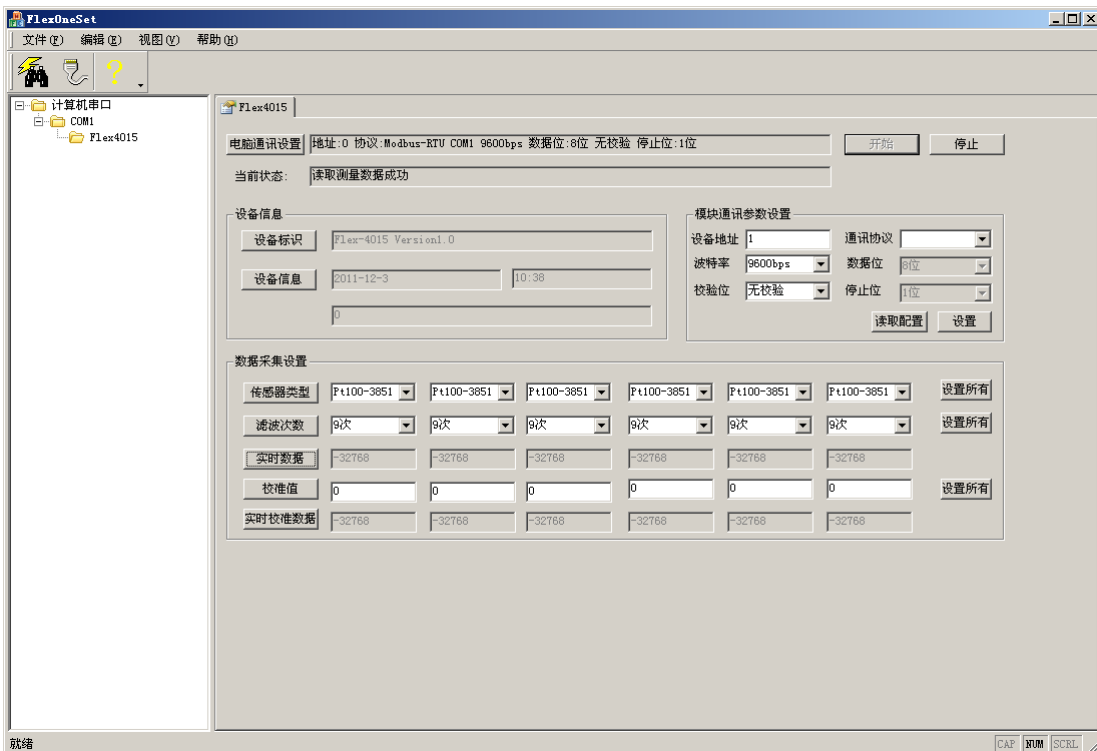 FlexOneSet
文件(F) 编辑(E) 视图(V) 帮助(H)
计算机串口
COM1
Flex4015
Flex4015
电脑通讯设置 地址:0 协议:Modbus-RTU COM1 9600bps 数据位:8位 无校验 停止位:1位 开始 停止
当前状态: 读取测量数据成功
设备信息
设备标识 Flex-4015 Version1.0
设备信息 2011-12-3 10:38
0
模块通讯参数设置
设备地址 1 通讯协议
波特率 9600bps 数据位 8位
校验位 无校验 停止位 1位
读取配置 设置
数据采集设置
传感器类型 Pt100-3851 Pt100-3851 Pt100-3851 Pt100-3851 Pt100-3851 Pt100-3851 设置所有
滤波次数 9次 9次 9次 9次 9次 9次 设置所有
实时数据 -32768 -32768 -32768 -32768 -32768 -32768
校准值 0 0 0 0 0 0 设置所有
实时校准数据 -32768 -32768 -32768 -32768 -32768 -32768
就绪 CAP NUM SCRL